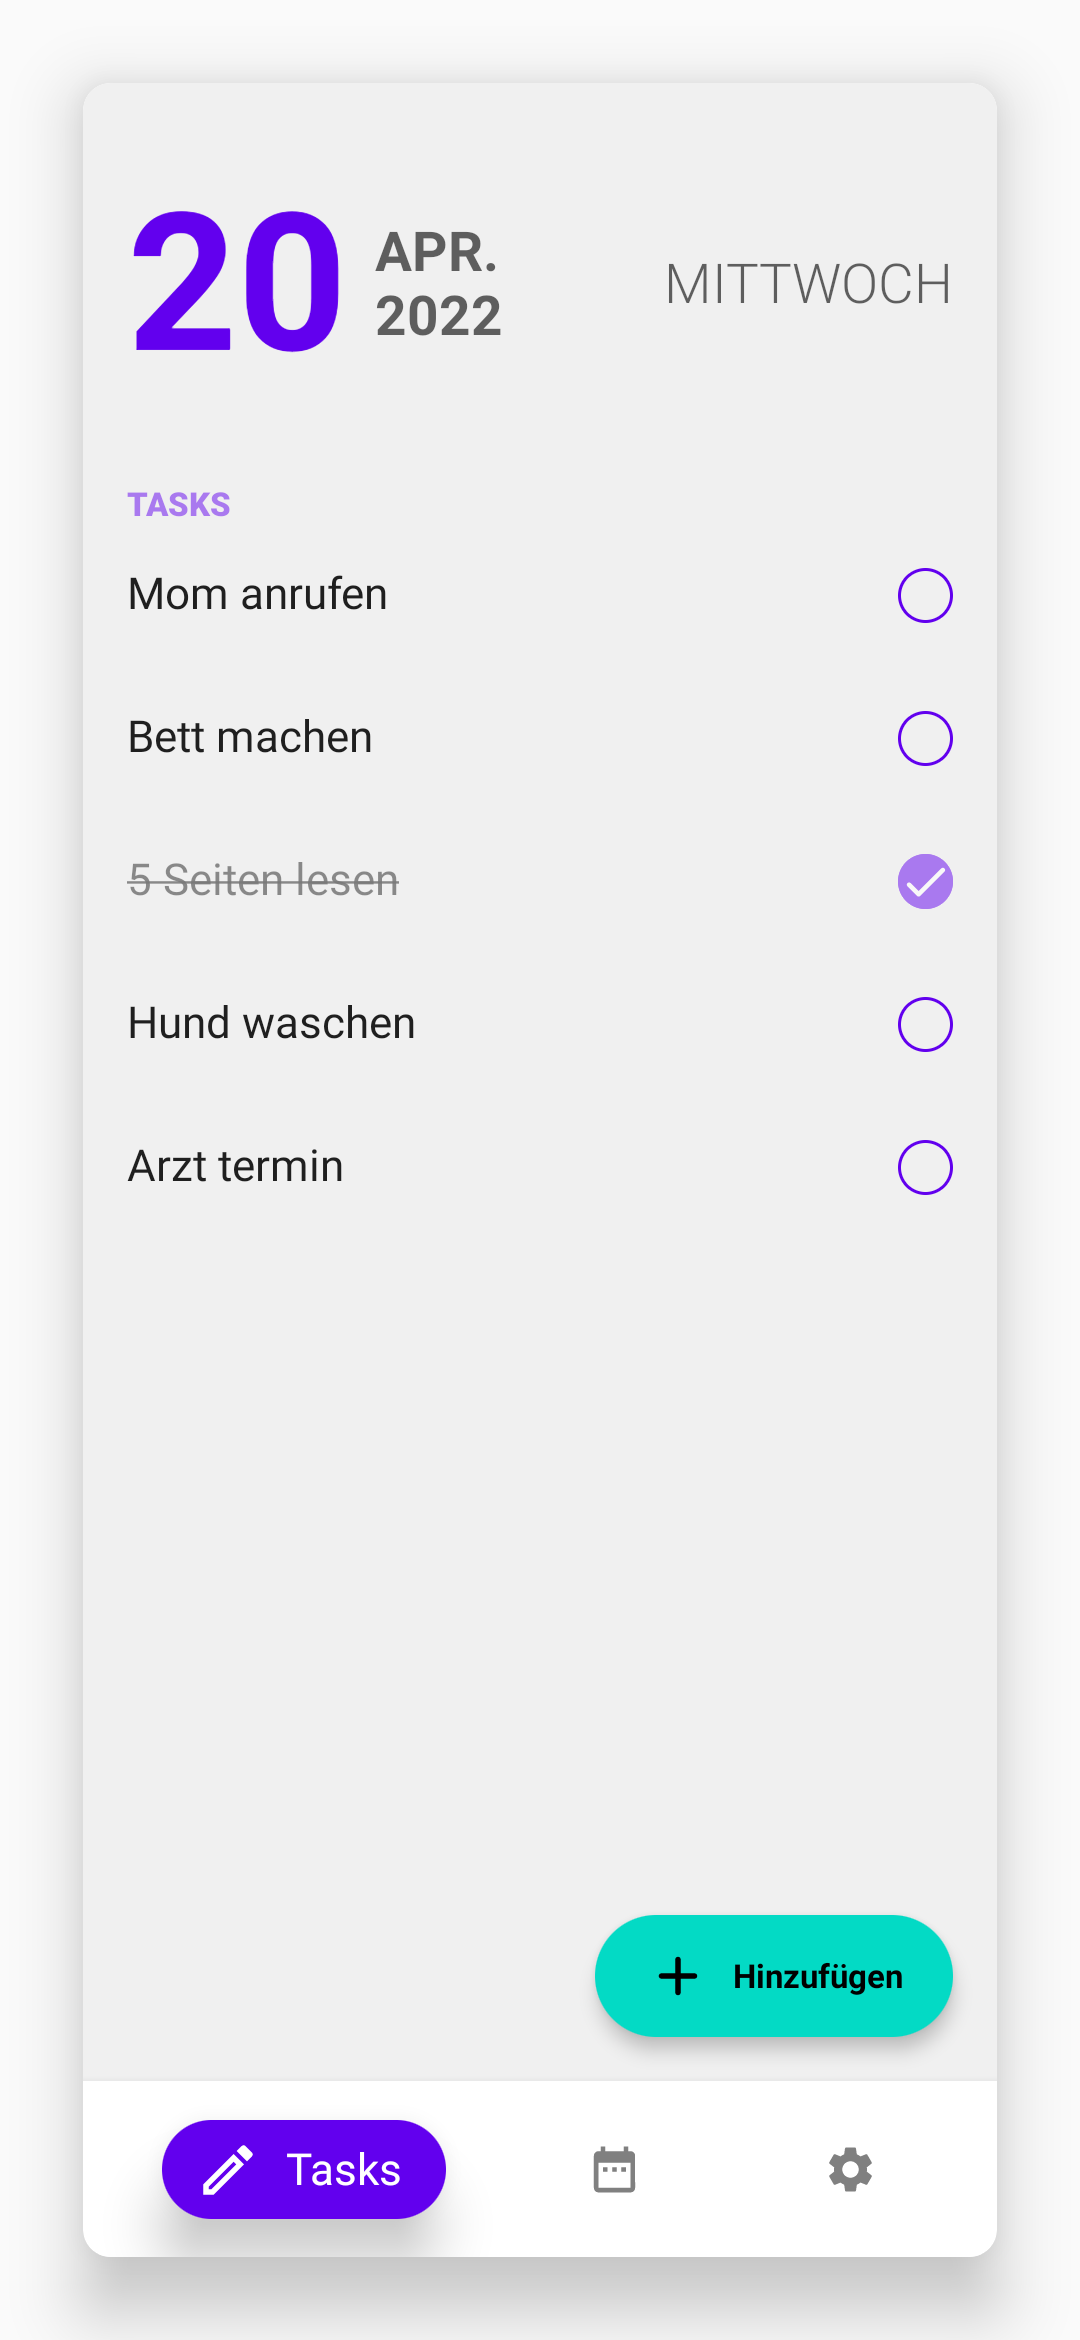 20
APR.
2022
MITTWOCH
TASKS
Mom anrufen
Bett machen
5 Seiten lesen
Hund waschen
Arzt termin
Hinzufügen
Tasks